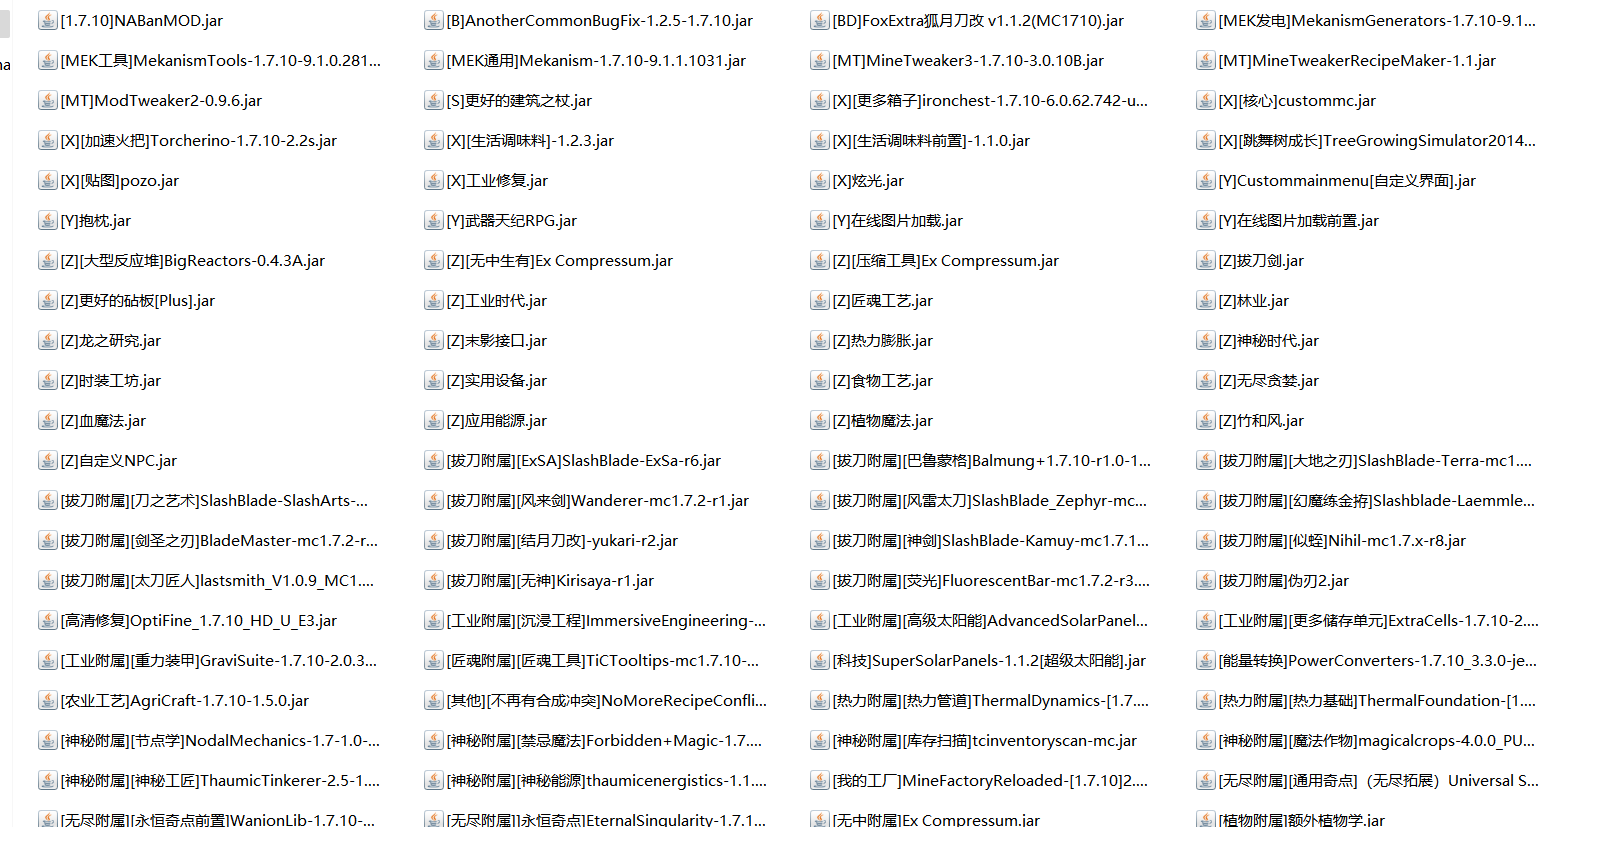 [1.7.10]NABanMOD.jar [B]AnotherCommonBugFix-1.2.5-1.7.10.jar [BD]FoxExtra狐月刀改 v1.1.2(MC1710).jar [MEK发电]MekanismGenerators-1.7.10-9.1...
[MEK工具]MekanismTools-1.7.10-9.1.0.281... [MEK通用]Mekanism-1.7.10-9.1.1.1031.jar [MT]MineTweaker3-1.7.10-3.0.10B.jar [MT]MineTweakerRecipeMaker-1.1.jar
[MT]ModTweaker2-0.9.6.jar [S]更好的建筑之杖.jar [X][更多箱子]ironchest-1.7.10-6.0.62.742-u... [X][核心]custommc.jar
[X][加速火把]Torcherino-1.7.10-2.2s.jar [X][生活调味料]-1.2.3.jar [X][生活调味料前置]-1.1.0.jar [X][跳舞树成长]TreeGrowingSimulator2014...
[X][贴图]pozo.jar [X]工业修复.jar [X]炫光.jar [Y]Custommainmenu[自定义界面].jar
na [Y]抱枕.jar [Y]武器天纪RPG.jar [Y]在线图片加载.jar [Y]在线图片加载前置.jar
[Z][大型反应堆]BigReactors-0.4.3A.jar [Z][无中生有]Ex Compressum.jar [Z][压缩工具]Ex Compressum.jar [Z]拔刀剑.jar
[Z]更好的砧板[Plus].jar [Z]工业时代.jar [Z]匠魂工艺.jar [Z]林业.jar
[Z]龙之研究.jar [Z]末影接口.jar [Z]热力膨胀.jar [Z]神秘时代.jar
[Z]时装工坊.jar [Z]实用设备.jar [Z]食物工艺.jar [Z]无尽贪婪.jar
[Z]血魔法.jar [Z]应用能源.jar [Z]植物魔法.jar [Z]竹和风.jar
[Z]自定义NPC.jar [拔刀附属][ExSA]SlashBlade-ExSa-r6.jar [拔刀附属][巴鲁蒙格]Balmung+1.7.10-r1.0-1... [拔刀附属][大地之刃]SlashBlade-Terra-mc1....
[拔刀附属][刀之艺术]SlashBlade-SlashArts-... [拔刀附属][风来剑]Wanderer-mc1.7.2-r1.jar [拔刀附属][风雷太刀]SlashBlade_Zephyr-mc... [拔刀附属][幻魔练金挵]Slashblade-Laemmle...
[拔刀附属][剑圣之刃]BladeMaster-mc1.7.2-r... [拔刀附属][结月刀改]-yukari-r2.jar [拔刀附属][神剑]SlashBlade-Kamuy-mc1.7.1... [拔刀附属][似蛭]Nihil-mc1.7.x-r8.jar
[拔刀附属][太刀匠人]lastsmith_V1.0.9_MC1.... [拔刀附属][无神]Kirisaya-r1.jar [拔刀附属][荧光]FluorescentBar-mc1.7.2-r3.... [拔刀附属]伪刃2.jar
[高清修复]OptiFine_1.7.10_HD_U_E3.jar [工业附属][沉浸工程]ImmersiveEngineering-... [工业附属][高级太阳能]AdvancedSolarPanel... [工业附属][更多储存单元]ExtraCells-1.7.10-2....
[工业附属][重力装甲]GraviSuite-1.7.10-2.0.3... [匠魂附属][匠魂工具]TiCTooltips-mc1.7.10-... [科技]SuperSolarPanels-1.1.2[超级太阳能].jar [能量转换]PowerConverters-1.7.10_3.3.0-je...
[农业工艺]AgriCraft-1.7.10-1.5.0.jar [其他][不再有合成冲突]NoMoreRecipeConfli... [热力附属][热力管道]ThermalDynamics-[1.7.... [热力附属][热力基础]ThermalFoundation-[1....
[神秘附属][节点学]NodalMechanics-1.7-1.0-... [神秘附属][禁忌魔法]Forbidden+Magic-1.7.... [神秘附属][库存扫描]tcinventoryscan-mc.jar [神秘附属][魔法作物]magicalcrops-4.0.0_PU...
[神秘附属][神秘工匠]ThaumicTinkerer-2.5-1.... [神秘附属][神秘能源]thaumicenergistics-1.1.... [我的工厂]MineFactoryReloaded-[1.7.10]2.... [无尽附属][通用奇点]（无尽拓展）Universal S...
[无尽附属][永恒奇点前置]WanionLib-1.7.10-... [无尽附属]]永恒奇点]EternalSingularity-1.7.1... [无中附属]Ex Compressum.jar [植物附属]额外植物学.jar